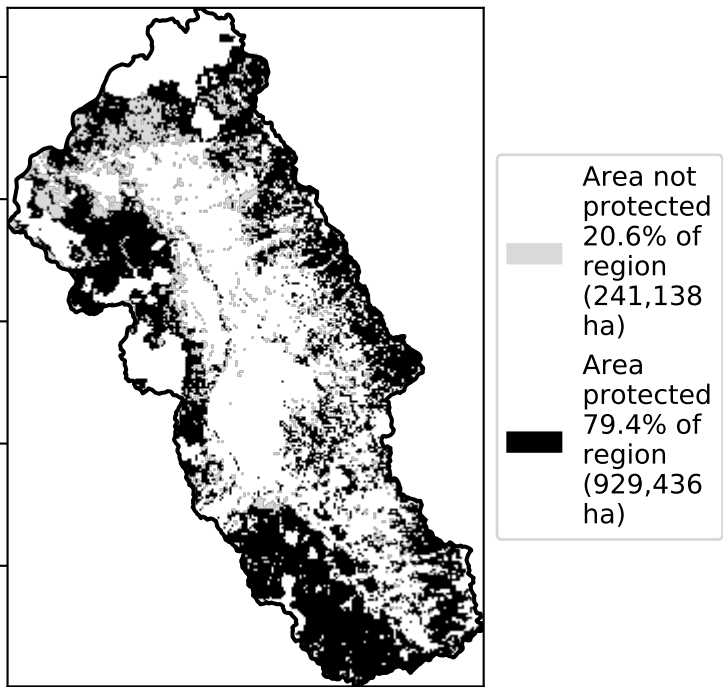 Area not
protected
20.6% of
region
(241,138
ha)
Area
protected
79.4% of
region
(929,436
ha)